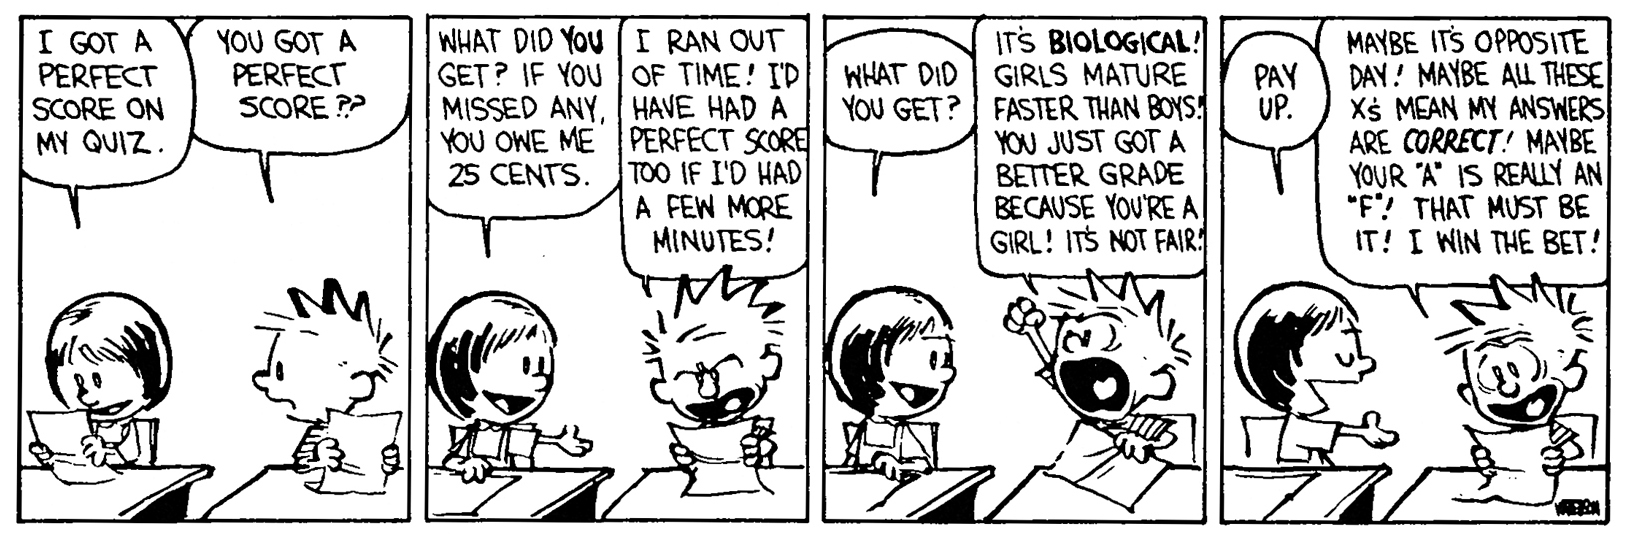 I GOT A
PERFECT
SCORE ON
MY QUIZ.
YOU GOT A
PERFECT
SCORE??
WHAT DID YOU
GET? IF YOU
MISSED ANY,
YOU OWE ME
25 CENTS.
I RAN OUT
OF TIME! I'D
HAVE HAD A
PERFECT SCORE
TOO IF I'D HAD
A FEW MORE
MINUTES!
WHAT DID
YOU GET?
IT'S BIOLOGICAL!
GIRLS MATURE
FASTER THAN BOYS!
YOU JUST GOT A
BETTER GRADE
BECAUSE YOU'RE A
GIRL! IT'S NOT FAIR!
PAY
UP.
MAYBE IT'S OPPOSITE
DAY! MAYBE ALL THESE
X's MEAN MY ANSWERS
ARE CORRECT! MAYBE
YOUR "A" IS REALLY AN
"F"! THAT MUST BE
IT! I WIN THE BET!
WATTERSON